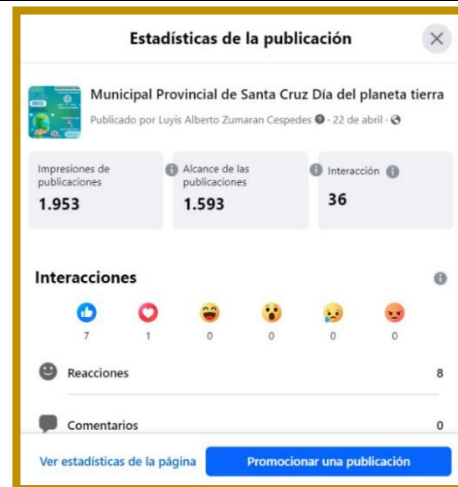 Estadísticas de la publicación
Municipal Provincial de Santa Cruz Día del planeta tierra
Publicado por Luyis Alberto Zumaran Cespedes · 22 de abril ·
Impresiones de publicaciones
1.953
Alcance de las publicaciones
1.593
Interacción
36
Interacciones
7 1 0 0 0 0
Reacciones 8
Comentarios 0
Ver estadísticas de la página
Promocionar una publicación